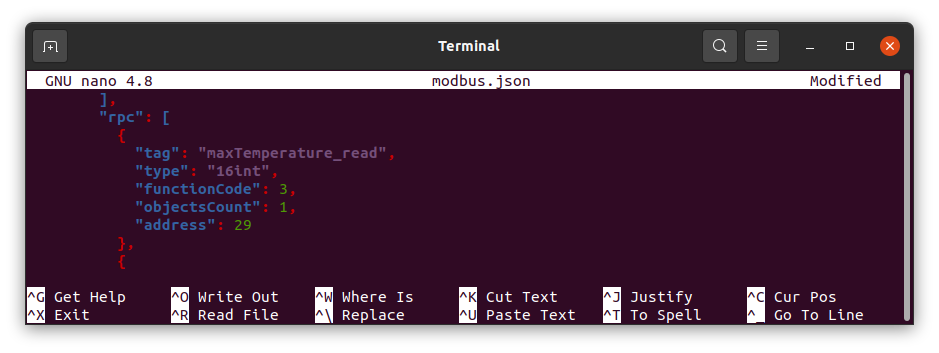 Terminal
GNU nano 4.8 modbus.json Modified
],
"rpc": [
{
"tag": "maxTemperature_read",
"type": "16int",
"functionCode": 3,
"objectsCount": 1,
"address": 29
},
{
^G Get Help ^O Write Out ^W Where Is ^K Cut Text ^J Justify ^C Cur Pos
^X Exit ^R Read File ^\ Replace ^U Paste Text ^T To Spell ^_ Go To Line